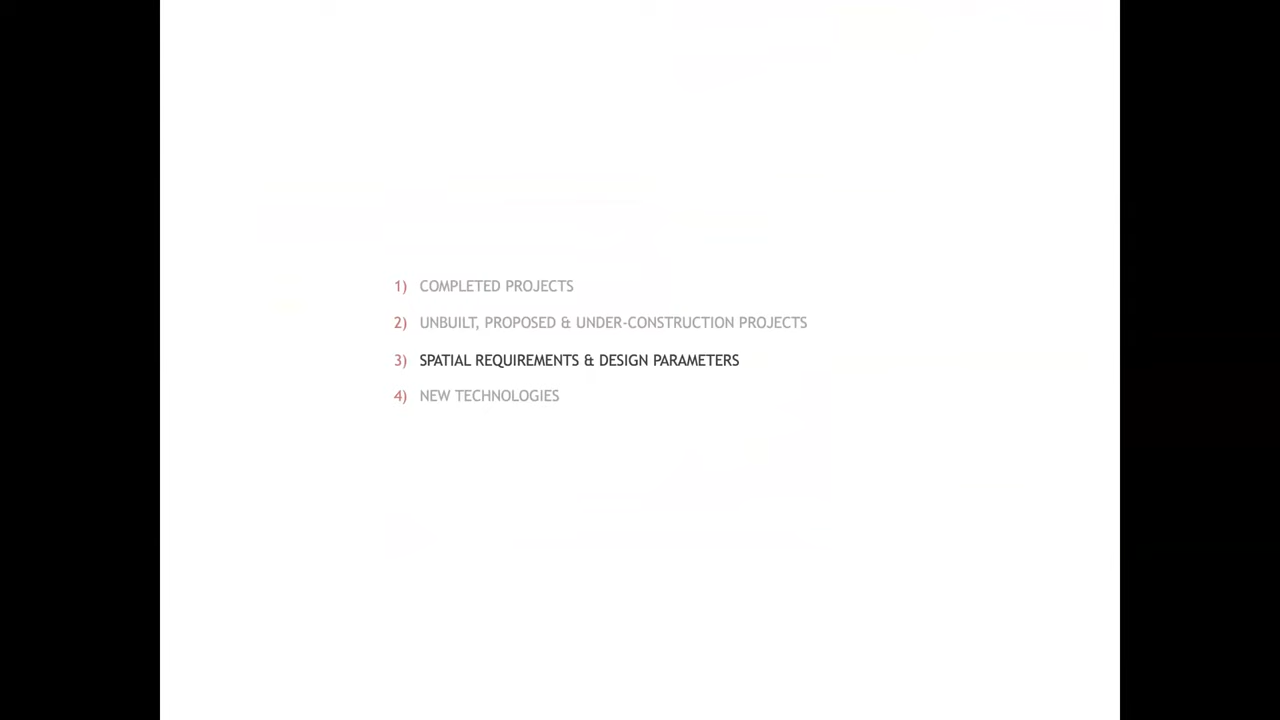 1) COMPLETED PROJECTS
2) UNBUILT, PROPOSED & UNDER-CONSTRUCTION PROJECTS
3) SPATIAL REQUIREMENTS & DESIGN PARAMETERS
4) NEW TECHNOLOGIES